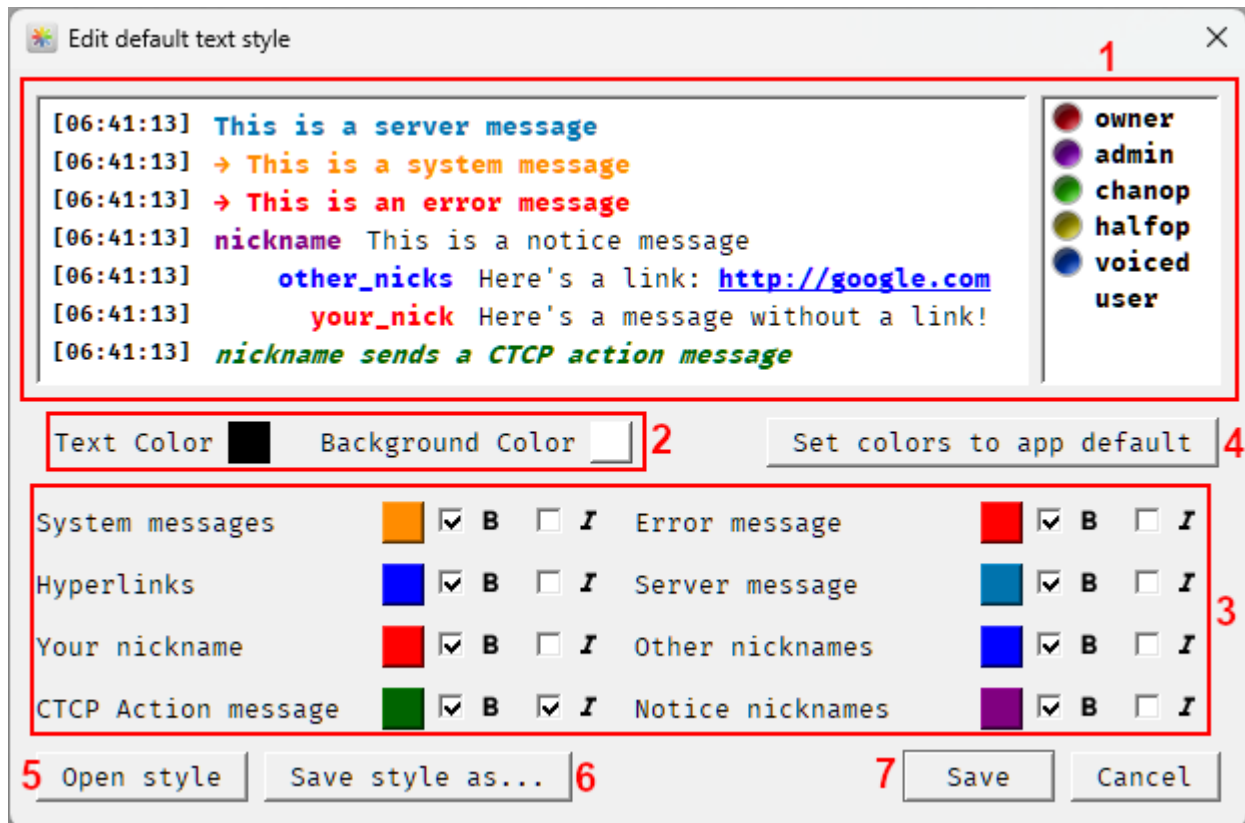 Edit default text style
1
[06:41:13] This is a server message
[06:41:13] → This is a system message
[06:41:13] → This is an error message
[06:41:13] nickname This is a notice message
[06:41:13] other_nicks Here's a link: http://google.com
[06:41:13] your_nick Here's a message without a link!
[06:41:13] nickname sends a CTCP action message
owner
admin
chanop
halfop
voiced
user
Text Color Background Color 2 Set colors to app default 4
System messages B I Error message B I
Hyperlinks B I Server message B I
3
Your nickname B I Other nicknames B I
CTCP Action message B I Notice nicknames B I
5 Open style Save style as... 6 7 Save Cancel